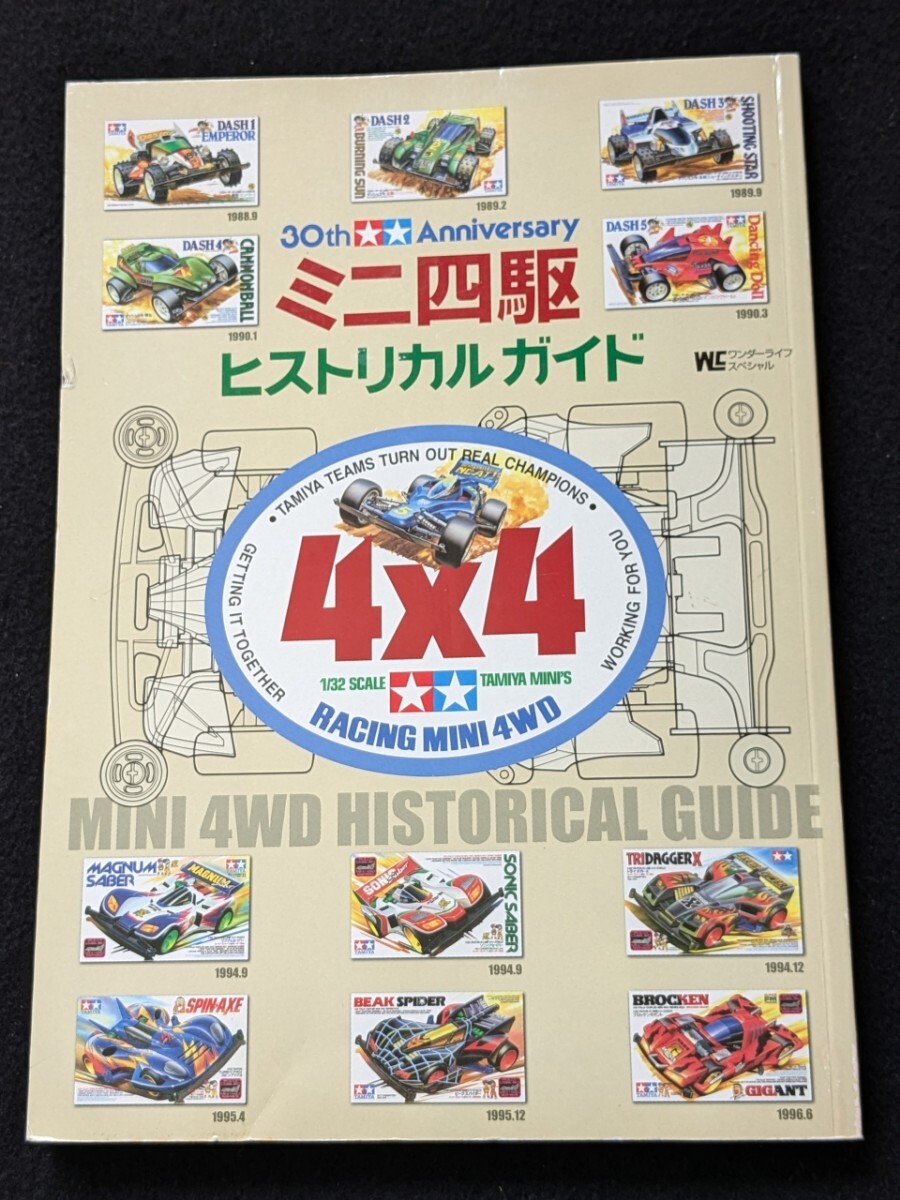 DASH 1
EMPEROR
1988.9
DASH 2
BURNING SUN
1989.2
DASH 3
SHOOTING STAR
1989.9
30th Anniversary
DASH 4
CANNONBALL
1990.1
DASH 5
Dancing Doll
1990.3
ミニ四駆
ヒストリカル ガイド
WLS ワンダーライフ
スペシャル
• TAMIYA TEAMS TURN OUT REAL CHAMPIONS •
GETTING IT TOGETHER
WORKING FOR YOU
4x4
1/32 SCALE
TAMIYA MINI'S
RACING MINI 4WD
MINI 4WD HISTORICAL GUIDE
MAGNUM
SABER
1994.9
SONIC SABER
1994.9
TRIDAGGER X
1994.12
SPIN-AXE
1995.4
BEAK SPIDER
1995.12
BROCKEN
GIGANT
1996.6